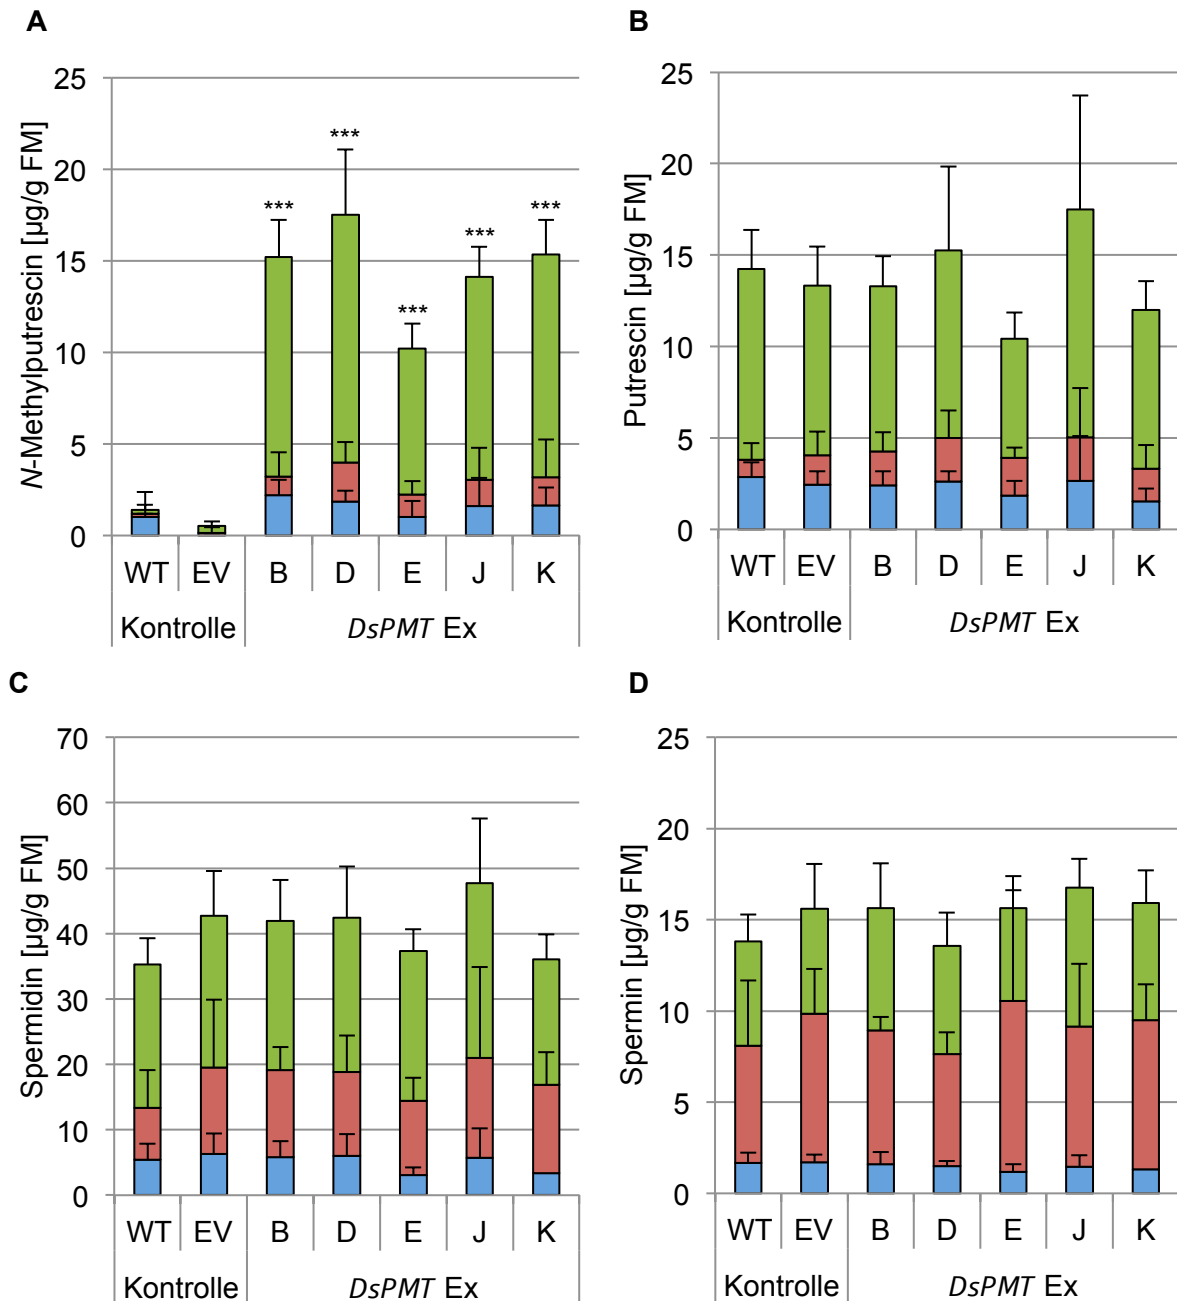 A
N-Methylputrescin [µg/g FM]
25
20
15
10
5
0
***
***
***
***
***
WT EV B D E J K
Kontrolle DsPMT Ex
B
Putrescin [µg/g FM]
25
20
15
10
5
0
WT EV B D E J K
Kontrolle DsPMT Ex
C
Spermidin [µg/g FM]
70
60
50
40
30
20
10
0
WT EV B D E J K
Kontrolle DsPMT Ex
D
Spermin [µg/g FM]
25
20
15
10
5
0
WT EV B D E J K
Kontrolle DsPMT Ex